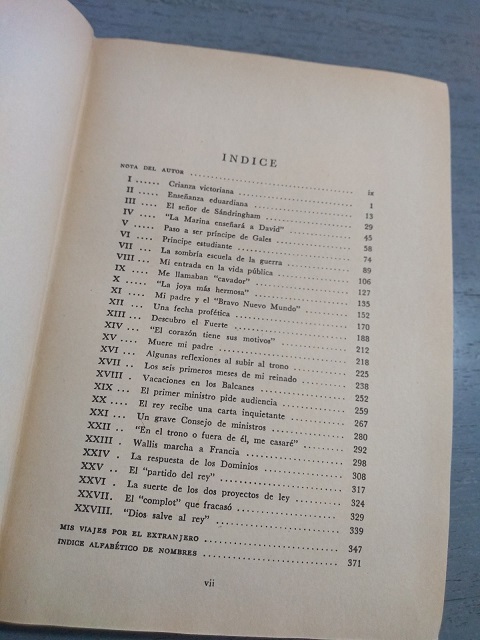 INDICE
NOTA DEL AUTOR . . . . . . . . . . . . . . . . . . . . ix
I . . . . . Crianza victoriana . . . . . . . . . . . . . . . . . . . . 1
II . . . . . Enseñanza eduardiana . . . . . . . . . . . . . . . . . . . . 13
III . . . . El señor de Sándringham . . . . . . . . . . . . . . . . . . . . 29
IV . . . . "La Marina enseñará a David" . . . . . . . . . . . . . . . . . . . . 45
V . . . . . Paso a ser príncipe de Gales . . . . . . . . . . . . . . . . . . . . 58
VI . . . . Príncipe estudiante . . . . . . . . . . . . . . . . . . . . 74
VII . . . La sombría escuela de la guerra . . . . . . . . . . . . . . . . . . . . 89
VIII . . . Mi entrada en la vida pública . . . . . . . . . . . . . . . . . . . . 106
IX . . . . Me llamaban "cavador" . . . . . . . . . . . . . . . . . . . . 127
X . . . . . "La joya más hermosa" . . . . . . . . . . . . . . . . . . . . 135
XI . . . . Mi padre y el "Bravo Nuevo Mundo" . . . . . . . . . . . . . . . . . . . . 152
XII . . . Una fecha profética . . . . . . . . . . . . . . . . . . . . 170
XIII . . . Descubro el Fuerte . . . . . . . . . . . . . . . . . . . . 188
XIV . . . "El corazón tiene sus motivos" . . . . . . . . . . . . . . . . . . . . 212
XV . . . . Muere mi padre . . . . . . . . . . . . . . . . . . . . 218
XVI . . . Algunas reflexiones al subir al trono . . . . . . . . . . . . . . . . . . . . 225
XVII . . Los seis primeros meses de mi reinado . . . . . . . . . . . . . . . . . . . . 238
XVIII . Vacaciones en los Balcanes . . . . . . . . . . . . . . . . . . . . 252
XIX . . . El primer ministro pide audiencia . . . . . . . . . . . . . . . . . . . . 259
XX . . . . El rey recibe una carta inquietante . . . . . . . . . . . . . . . . . . . . 267
XXI . . . Un grave Consejo de ministros . . . . . . . . . . . . . . . . . . . . 280
XXII . . "En el trono o fuera de él, me casaré" . . . . . . . . . . . . . . . . . . . . 292
XXIII . Wallis marcha a Francia . . . . . . . . . . . . . . . . . . . . 298
XXIV . La respuesta de los Dominios . . . . . . . . . . . . . . . . . . . . 308
XXV . . El "partido del rey" . . . . . . . . . . . . . . . . . . . . 317
XXVI . La suerte de los dos proyectos de ley . . . . . . . . . . . . . . . . . . . . 324
XXVII. El "complot" que fracasó . . . . . . . . . . . . . . . . . . . . 329
XXVIII. "Dios salve al rey" . . . . . . . . . . . . . . . . . . . . 339
MIS VIAJES POR EL EXTRANJERO . . . . . . . . . . . . . . . . . . . . 347
INDICE ALFABÉTICO DE NOMBRES . . . . . . . . . . . . . . . . . . . . 371
vii